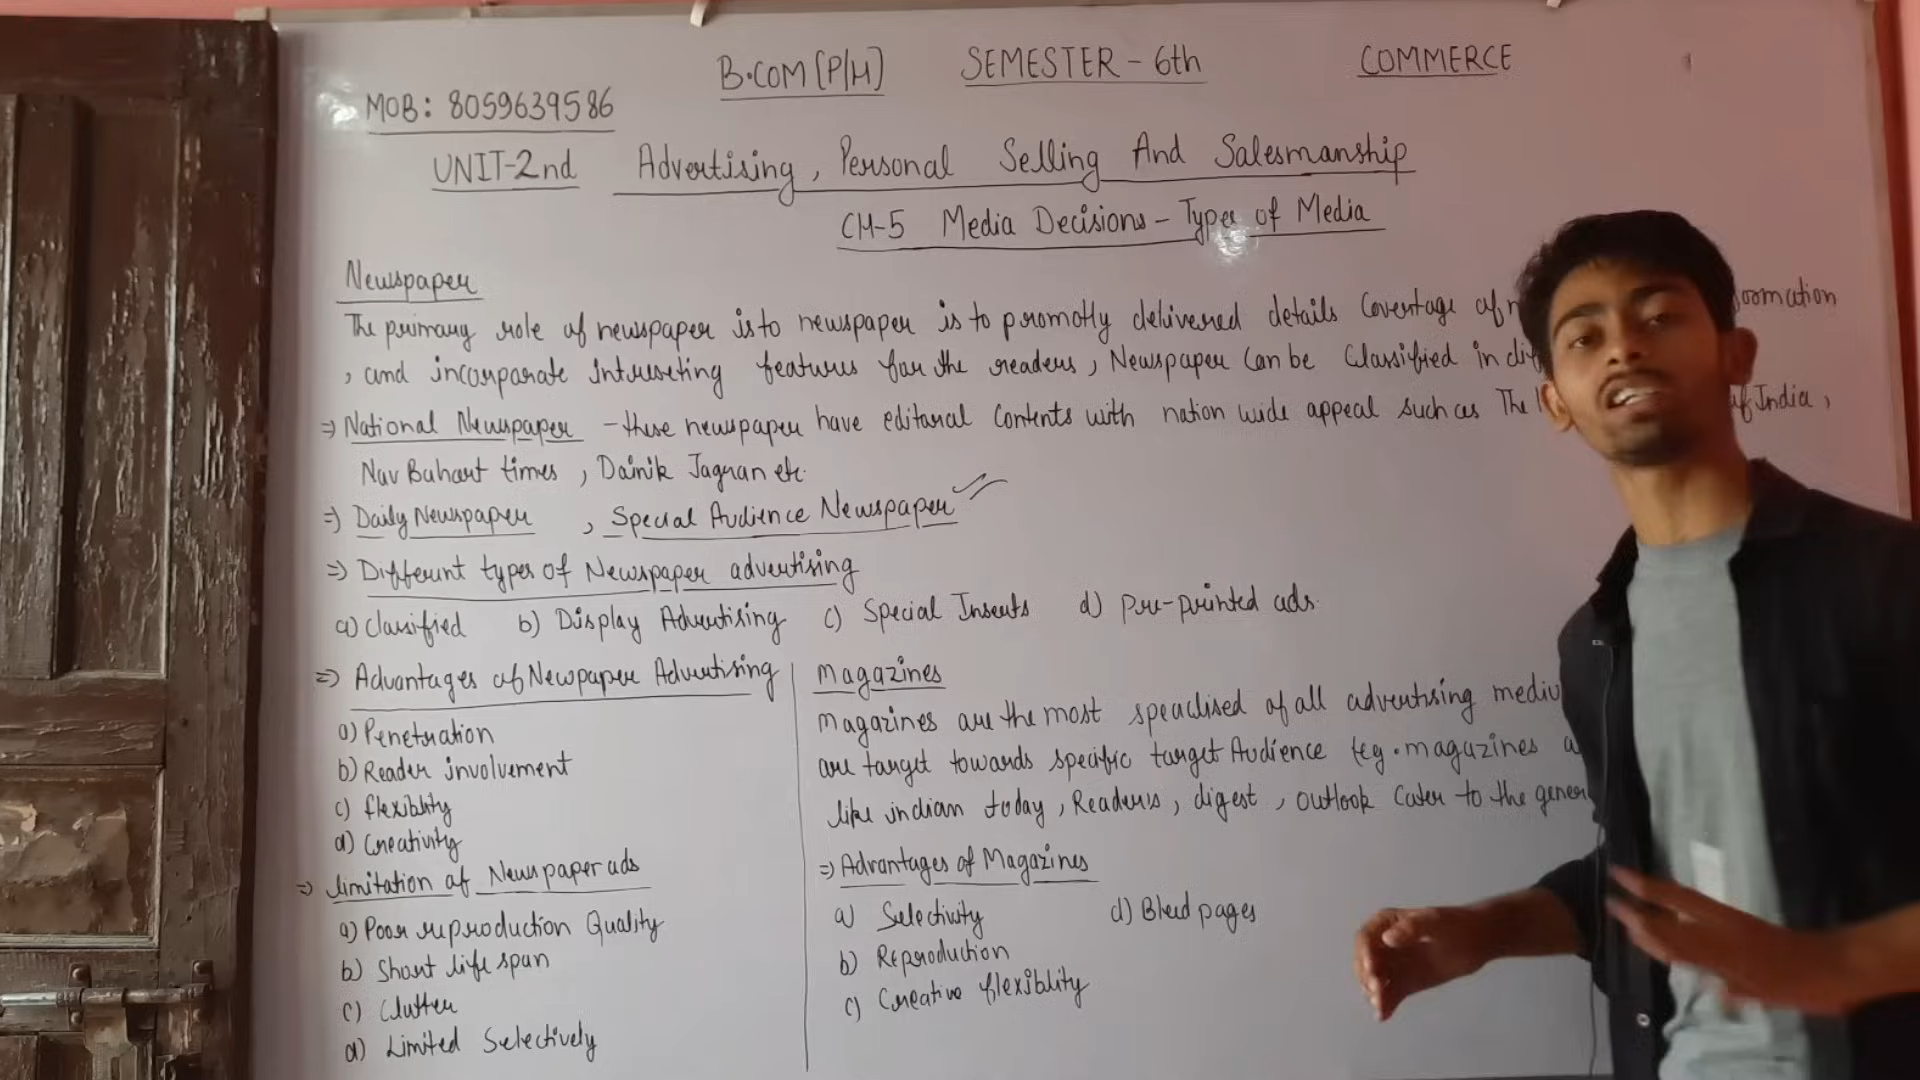 B.COM (P/H) SEMESTER - 6th COMMERCE
MOB: 8059639586
UNIT-2nd Advertising, Personal Selling And Salesmanship
CH-5 Media Decisions - Types of Media
Newspaper
The primary role of newspaper is to newspaper is to promotly delivered details Covertage of
, and incorporate intresting features for the readers, Newspaper Can be Classified in
=> National Newspaper - these newspaper have editoral Contents with nation wide appeal such as The of India,
Nav Bahart times, Dainik Jagran etc.
=> Daily Newspaper , Special Audience Newspaper
=> Different types of Newspaper advertising
a) Classified b) Display Advertising c) Special Inserts d) Pre-printed ads.
=> Advantages of Newpaper Advertising
a) Penetration
b) Reader involvement
c) flexiblity
d) Creativity
=> limitation of Newspaper ads
a) Poor reproduction Quality
b) Short life span
c) Clutter
d) Limited Selectively
Magazines
Magazines are the most speaclised of all advertising
are target towards specific target Audience (eg. magazines
like indian today, Readers, digest, outlook Cater to the
=> Advantages of Magazines
a) Selectivity d) Bleed pages
b) Reproduction
c) Creative flexiblity